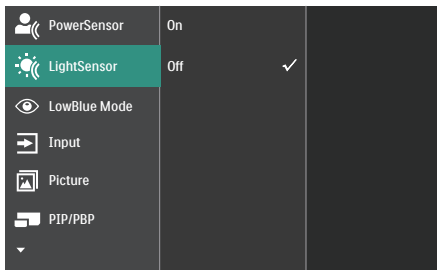 PowerSensor
On
LightSensor
Off
LowBlue Mode
Input
Picture
PIP/PBP